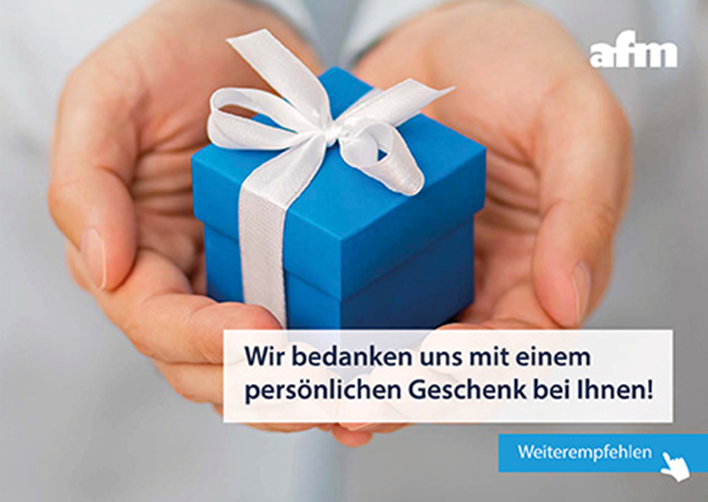 afm
Wir bedanken uns mit einem
persönlichen Geschenk bei Ihnen!
Weiterempfehlen